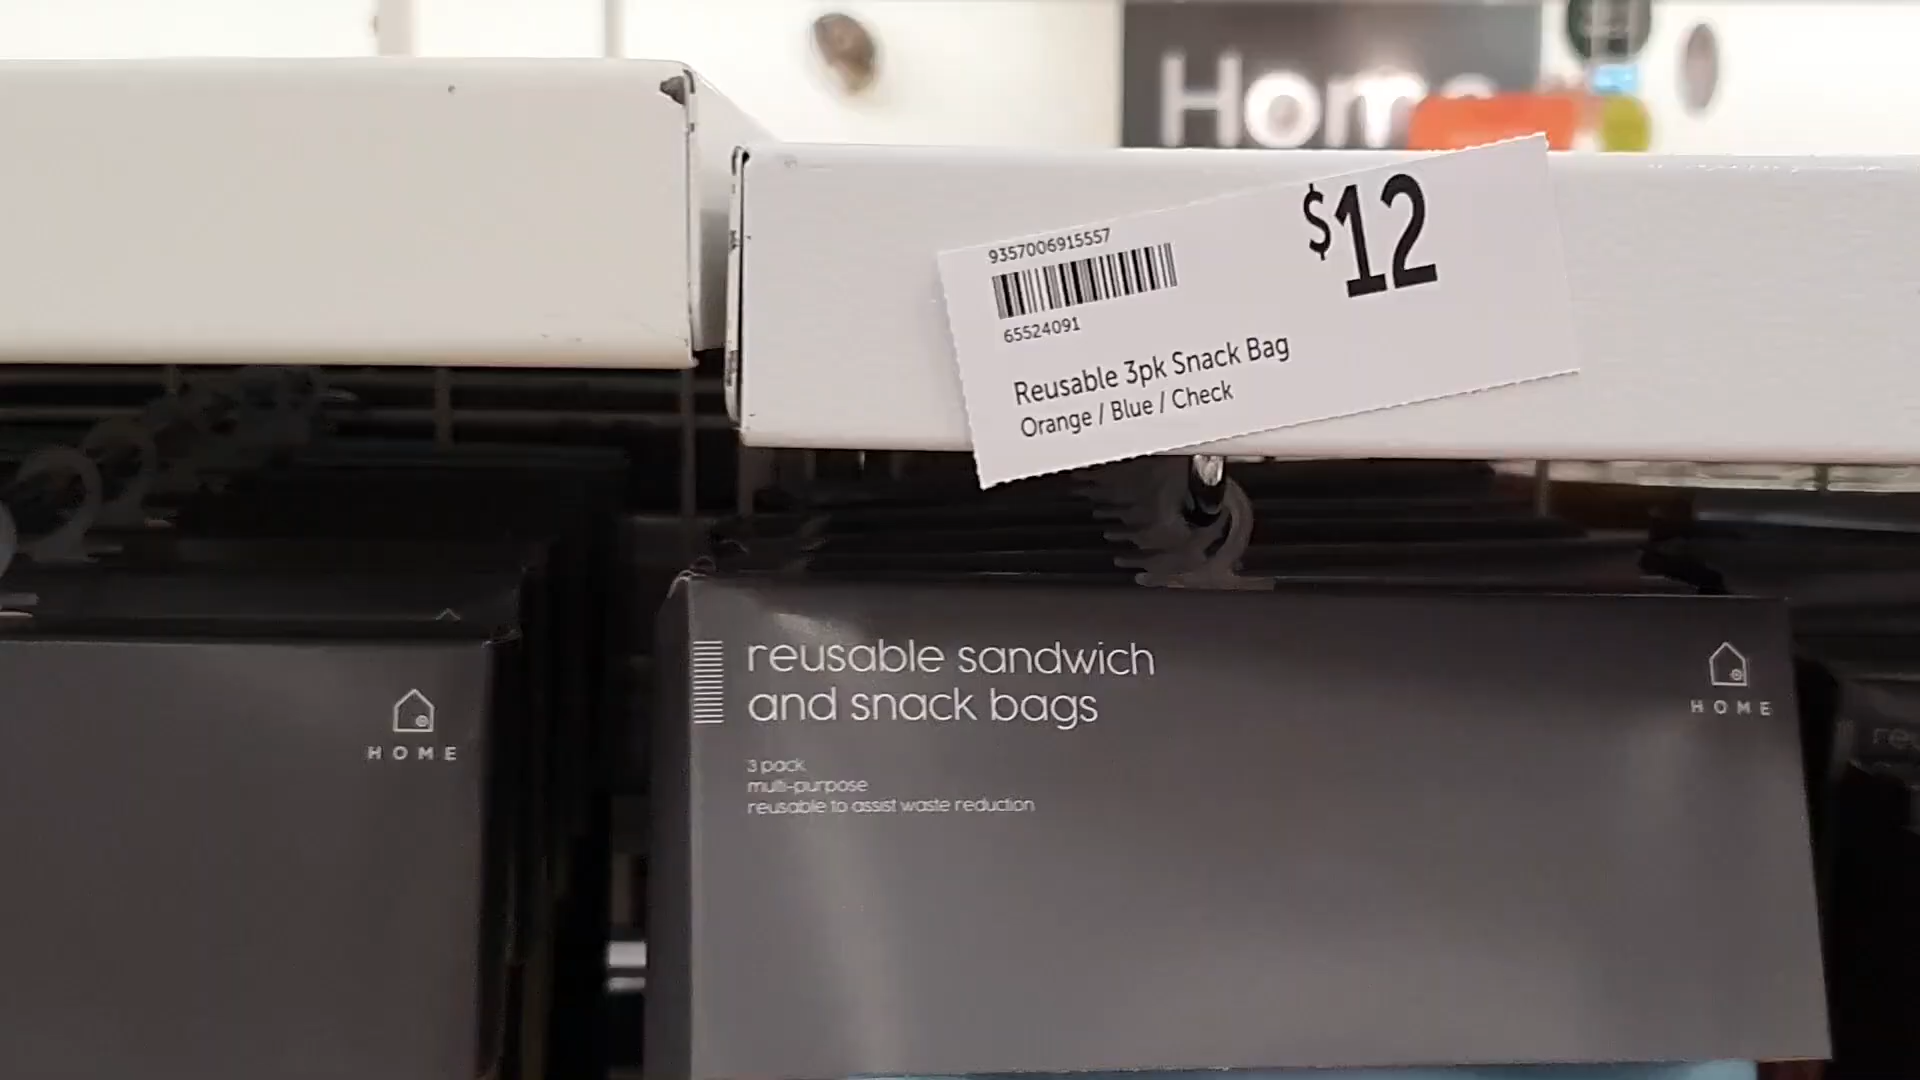 Home
$12
9357006915557
65524091
Reusable 3pk Snack Bag
Orange / Blue / Check
reusable sandwich
and snack bags
3 pack
multi-purpose
reusable to assist waste reduction
HOME
HOME